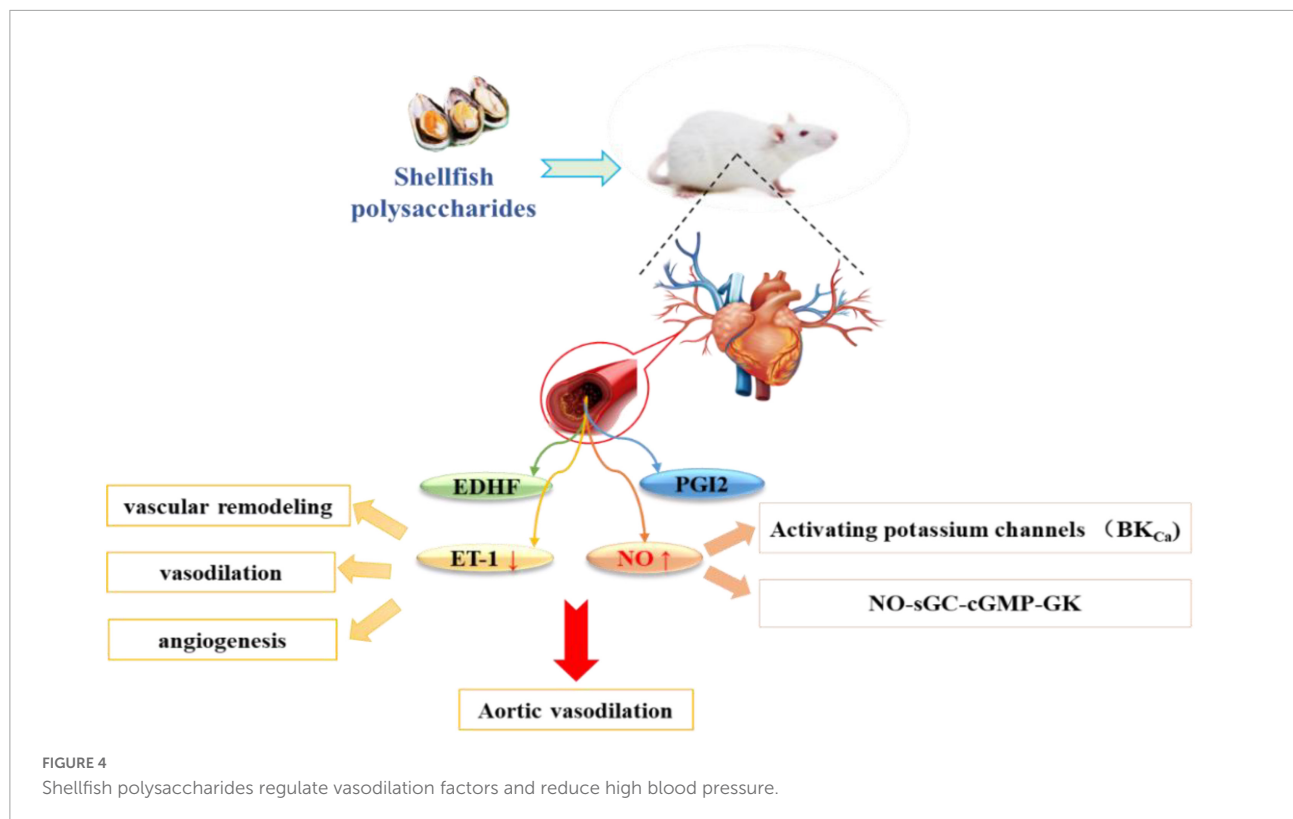 Shellfish
polysaccharides
EDHF
PGI2
vascular remodeling
vasodilation
angiogenesis
ET-1 ↓
NO ↑
Activating potassium channels （BKCa)
NO-sGC-cGMP-GK
Aortic vasodilation
FIGURE 4
Shellfish polysaccharides regulate vasodilation factors and reduce high blood pressure.